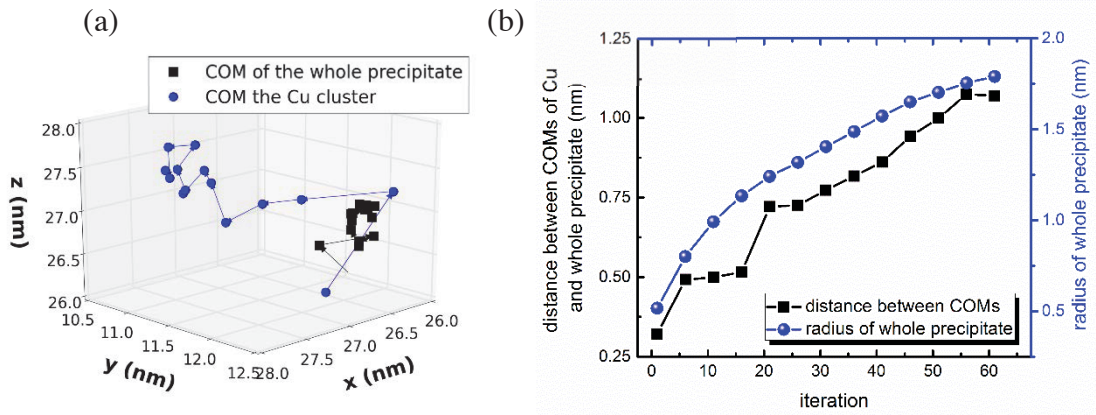 (a)
COM of the whole precipitate
COM the Cu cluster
28.0
27.5
27.0
26.5
26.0
z (nm)
10.5
11.0
11.5
12.0
12.5
y (nm)
28.0
27.5
27.0
26.5
26.0
x (nm)
(b)
1.25
1.00
0.75
0.50
0.25
distance between COMs of Cu
and whole precipitate (nm)
2.0
1.5
1.0
0.5
radius of whole precipitate (nm)
distance between COMs
radius of whole precipitate
0 10 20 30 40 50 60
iteration